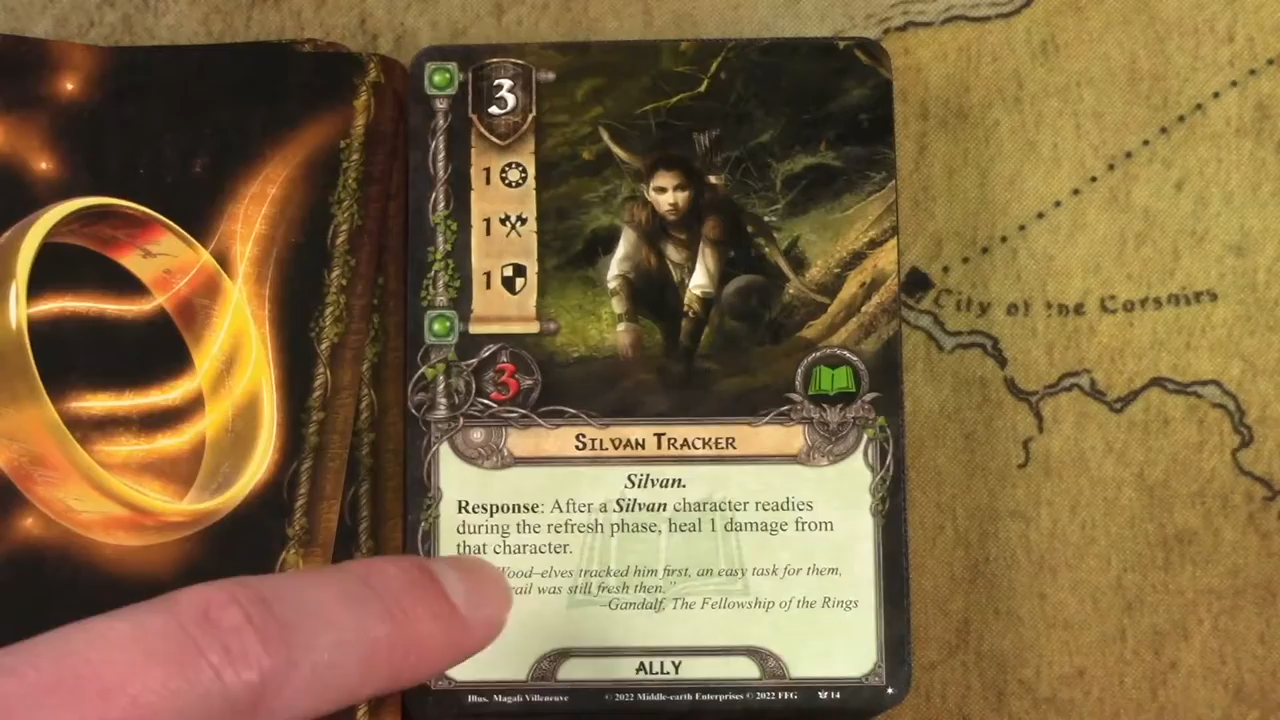 3
1
1
1
3
Silvan Tracker
Silvan.
Response: After a Silvan character readies
during the refresh phase, heal 1 damage from
that character.
Wood-elves tracked him first, an easy task for them,
was still fresh then."
–Gandalf, The Fellowship of the Rings
ALLY
Illus. Magali Villeneuve © 2022 Middle-earth Enterprises © 2022 FFG 14
City of the Corsairs